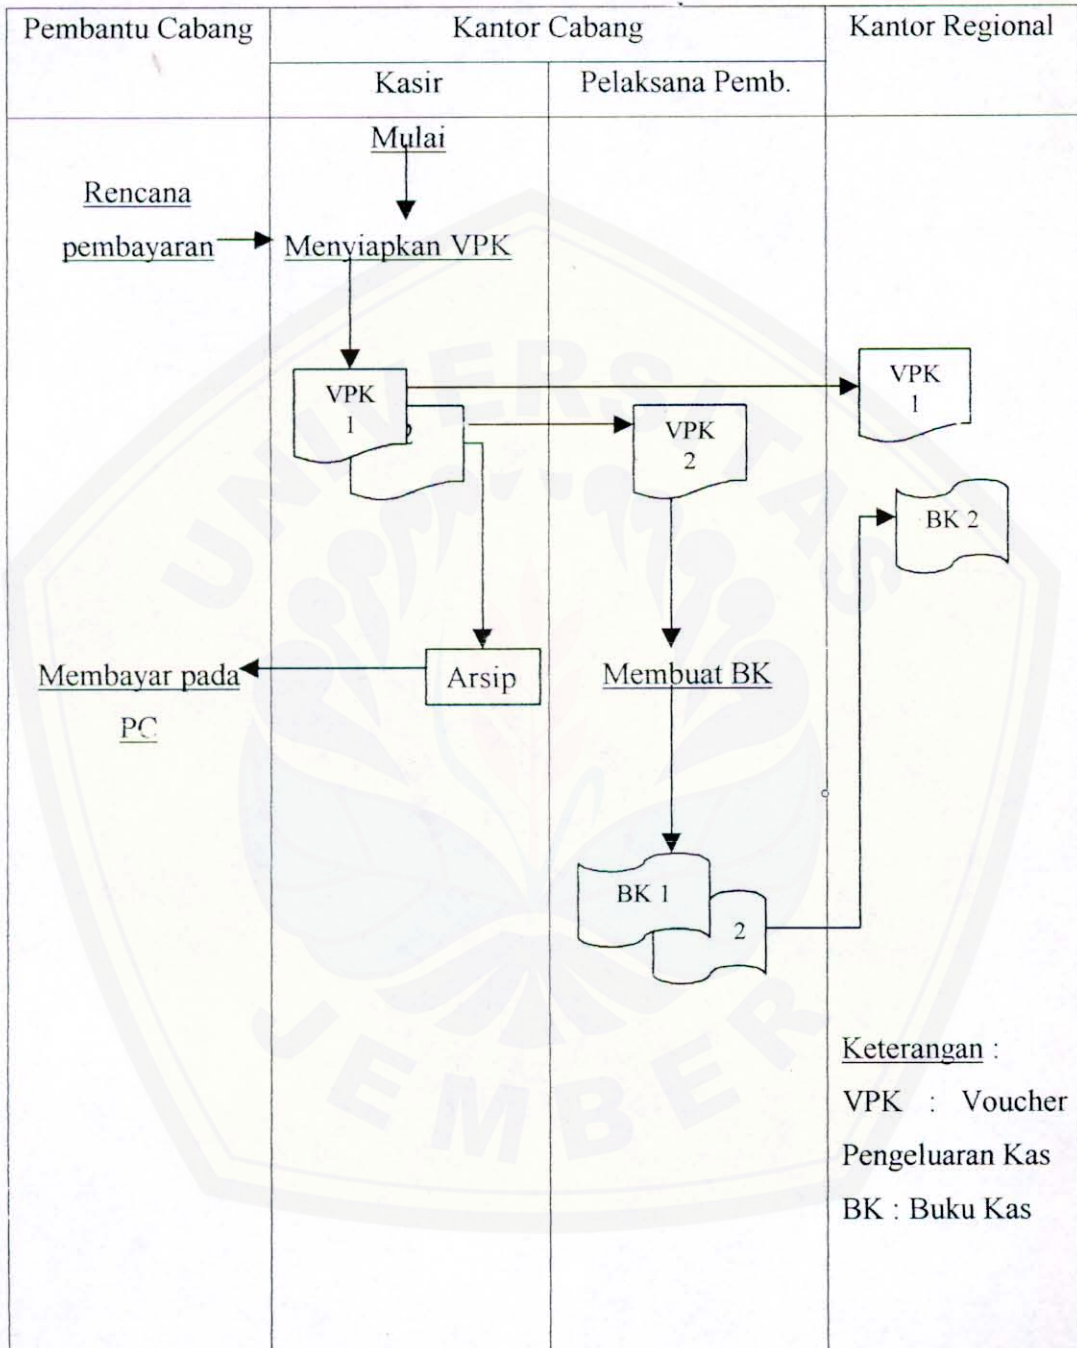 Pembantu Cabang
Kantor Cabang
Kantor Regional
Kasir
Pelaksana Pemb.
Mulai
Rencana
pembayaran
Menyiapkan VPK
VPK
1
2
VPK
2
VPK
1
BK 2
Membayar pada
PC
Arsip
Membuat BK
BK 1
2
Keterangan :
VPK : Voucher
Pengeluaran Kas
BK : Buku Kas
UNIVERSITAS
JEMBER